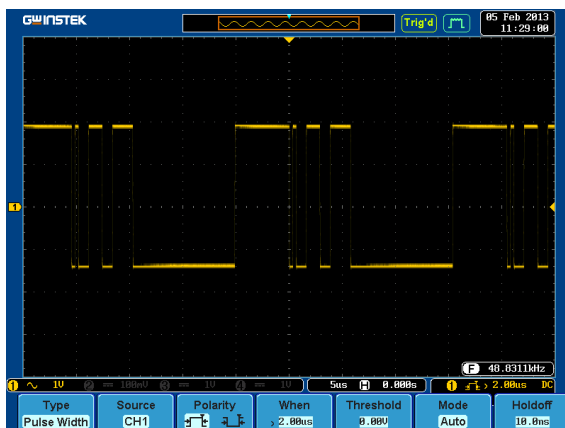 GWINSTEK
Trig'd
05 Feb 2013
11:29:00
1
F 48.8311kHz
1 1V 2 100mV 3 1V 4 1V 5us H 0.000s 1 > 2.00us DC
Type Source Polarity When Threshold Mode Holdoff
Pulse Width CH1 > 2.00us 0.00V Auto 10.0ms